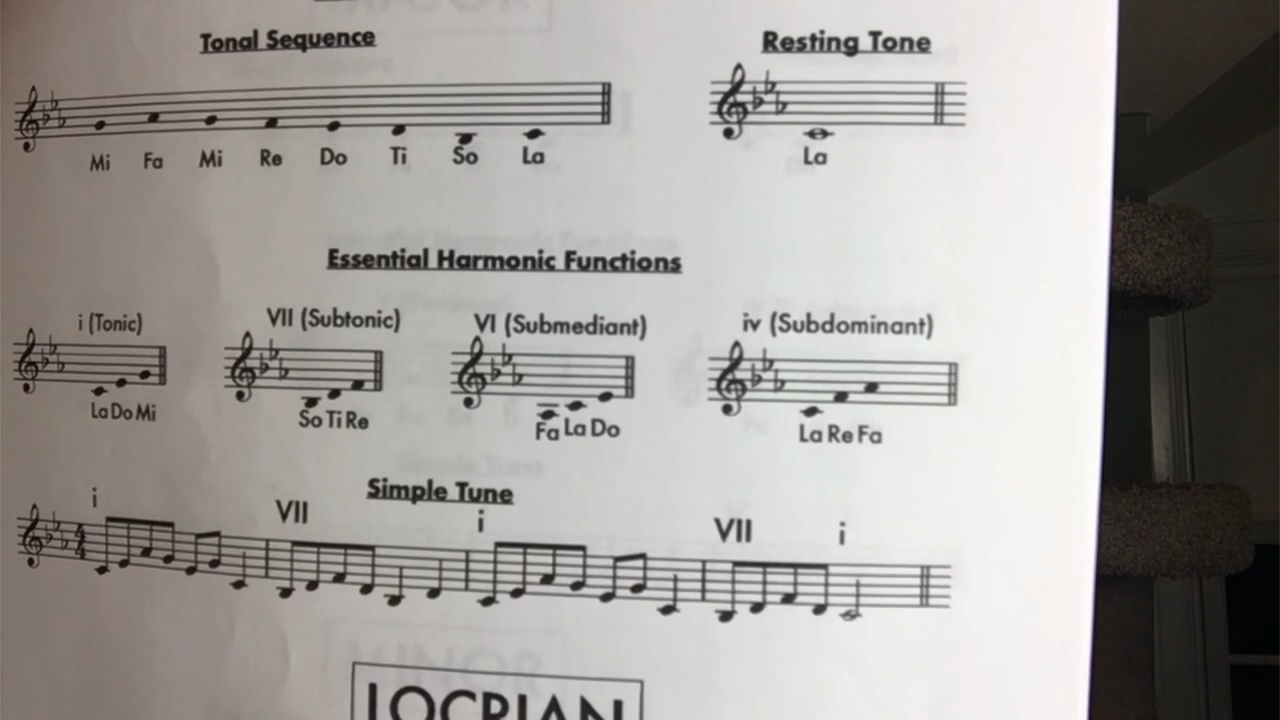 Tonal Sequence
Resting Tone
Mi Fa Mi Re Do Ti So La
La
Essential Harmonic Functions
i (Tonic)
VII (Subtonic)
VI (Submediant)
iv (Subdominant)
La Do Mi
So Ti Re
Fa La Do
La Re Fa
Simple Tune
i VII i VII i
4
4
LOCRIAN